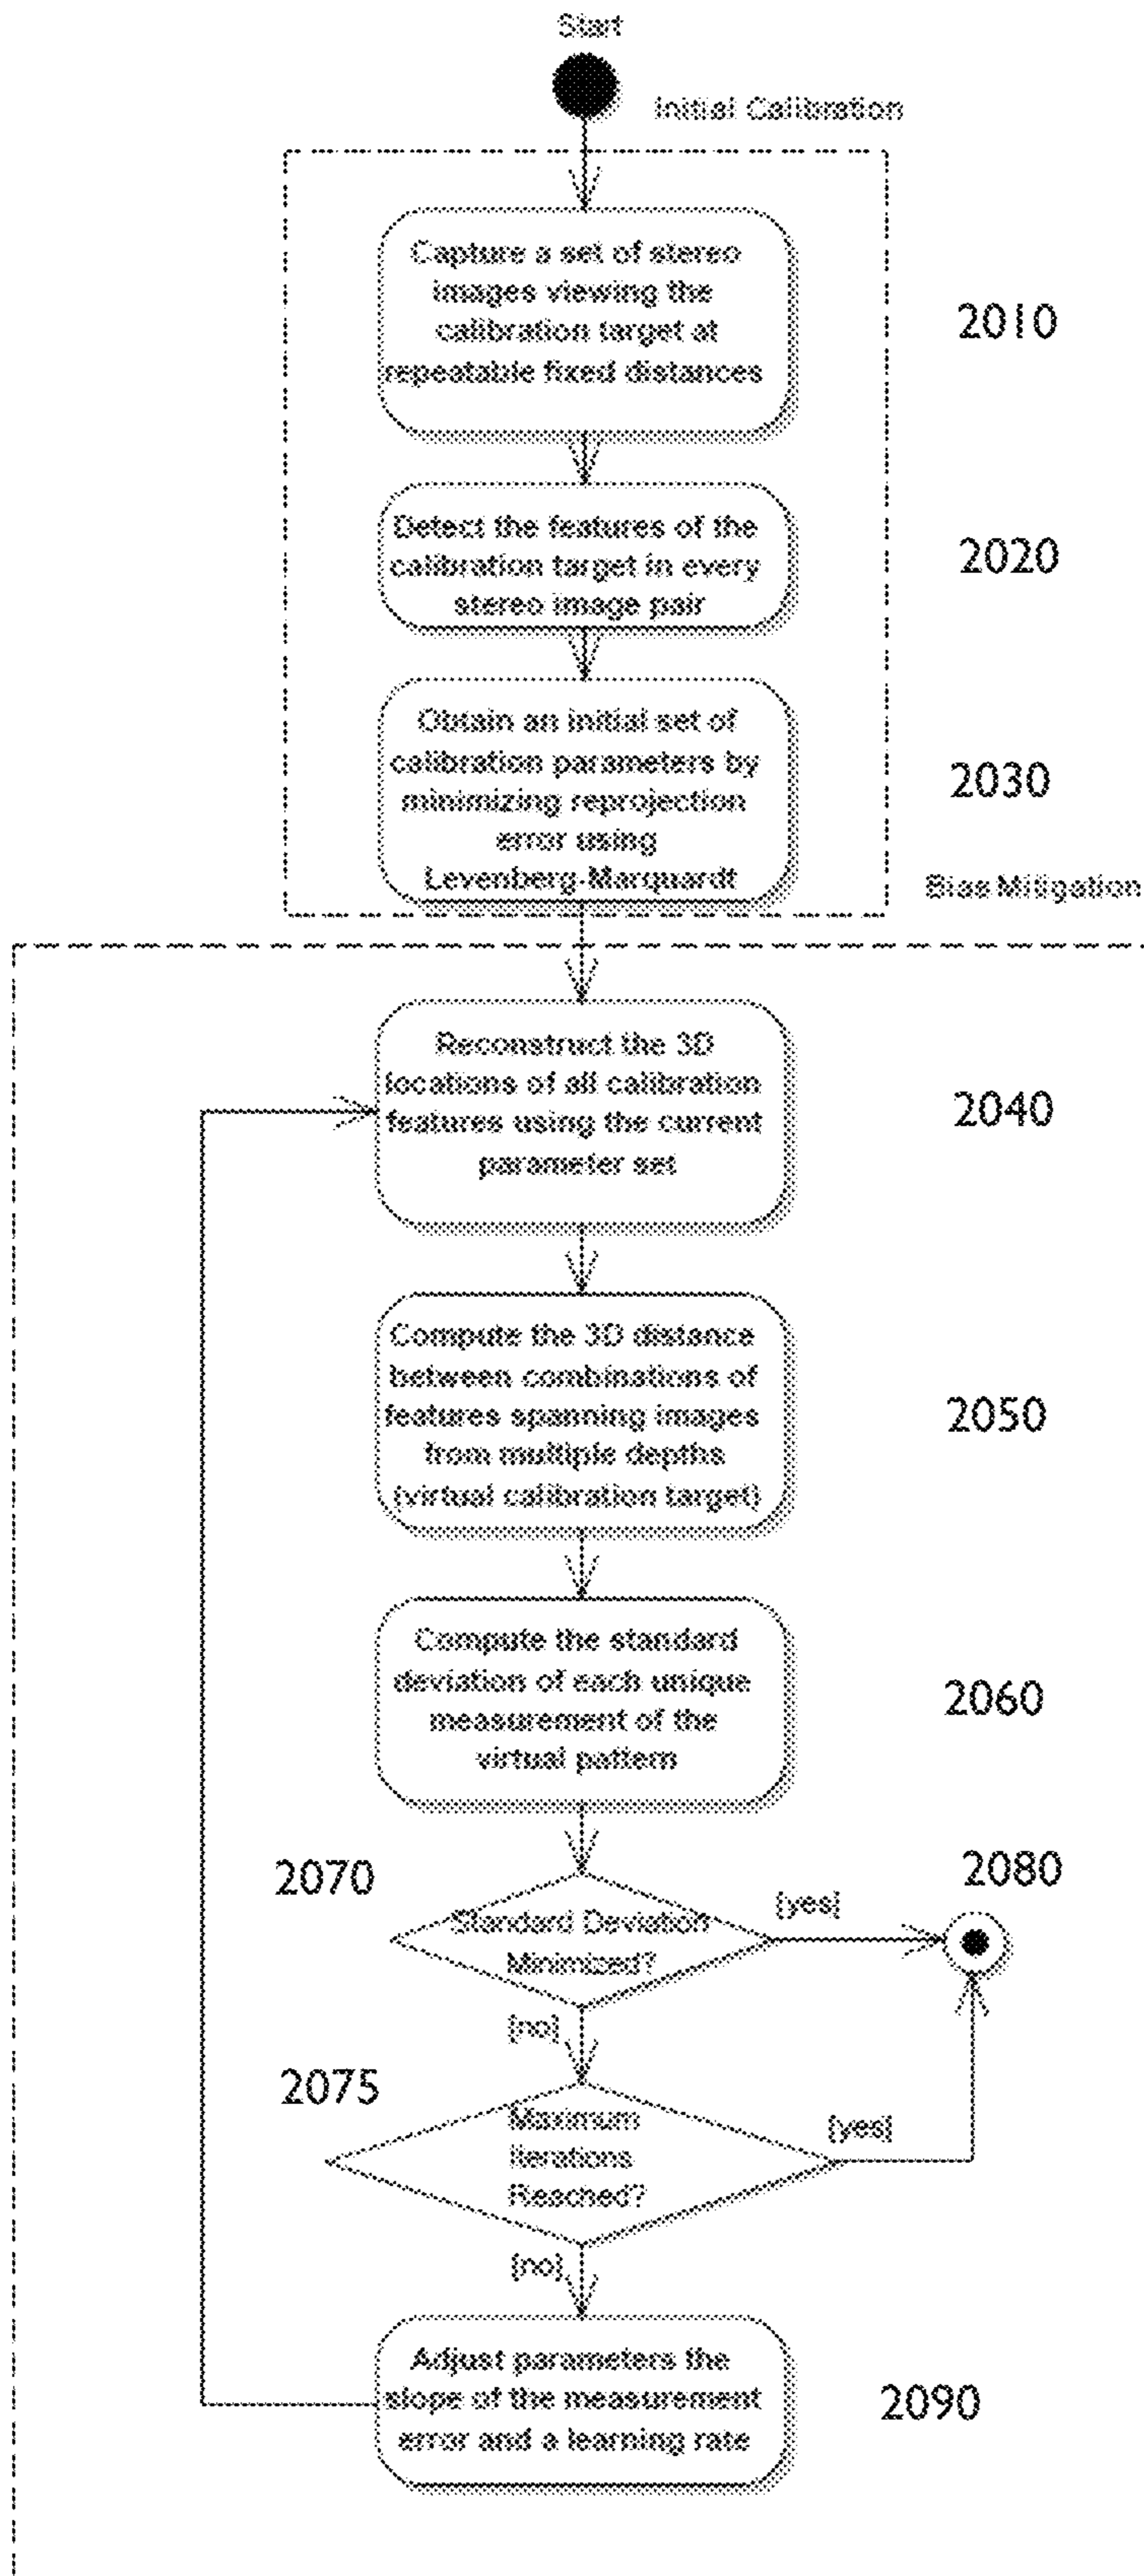 Start
Initial Calibration
Capture a set of stereo
images viewing the
calibration target at
repeatable fixed distances
2010
Detect the features of the
calibration target in every
stereo image pair
2020
Obtain an initial set of
calibration parameters by
minimizing reprojection
error using
Levenberg-Marquardt
2030
Bias Mitigation
Reconstruct the 3D
locations of all calibration
features using the current
parameter set
2040
Compute the 3D distance
between combinations of
features spanning images
from multiple depths
(virtual calibration target)
2050
Compute the standard
deviation of each unique
measurement of the
virtual pattern
2060
2070
Standard Deviation
Minimized?
[yes]
2080
[no]
2075
Maximum
iterations
Reached?
[yes]
[no]
Adjust parameters the
slope of the measurement
error and a learning rate
2090